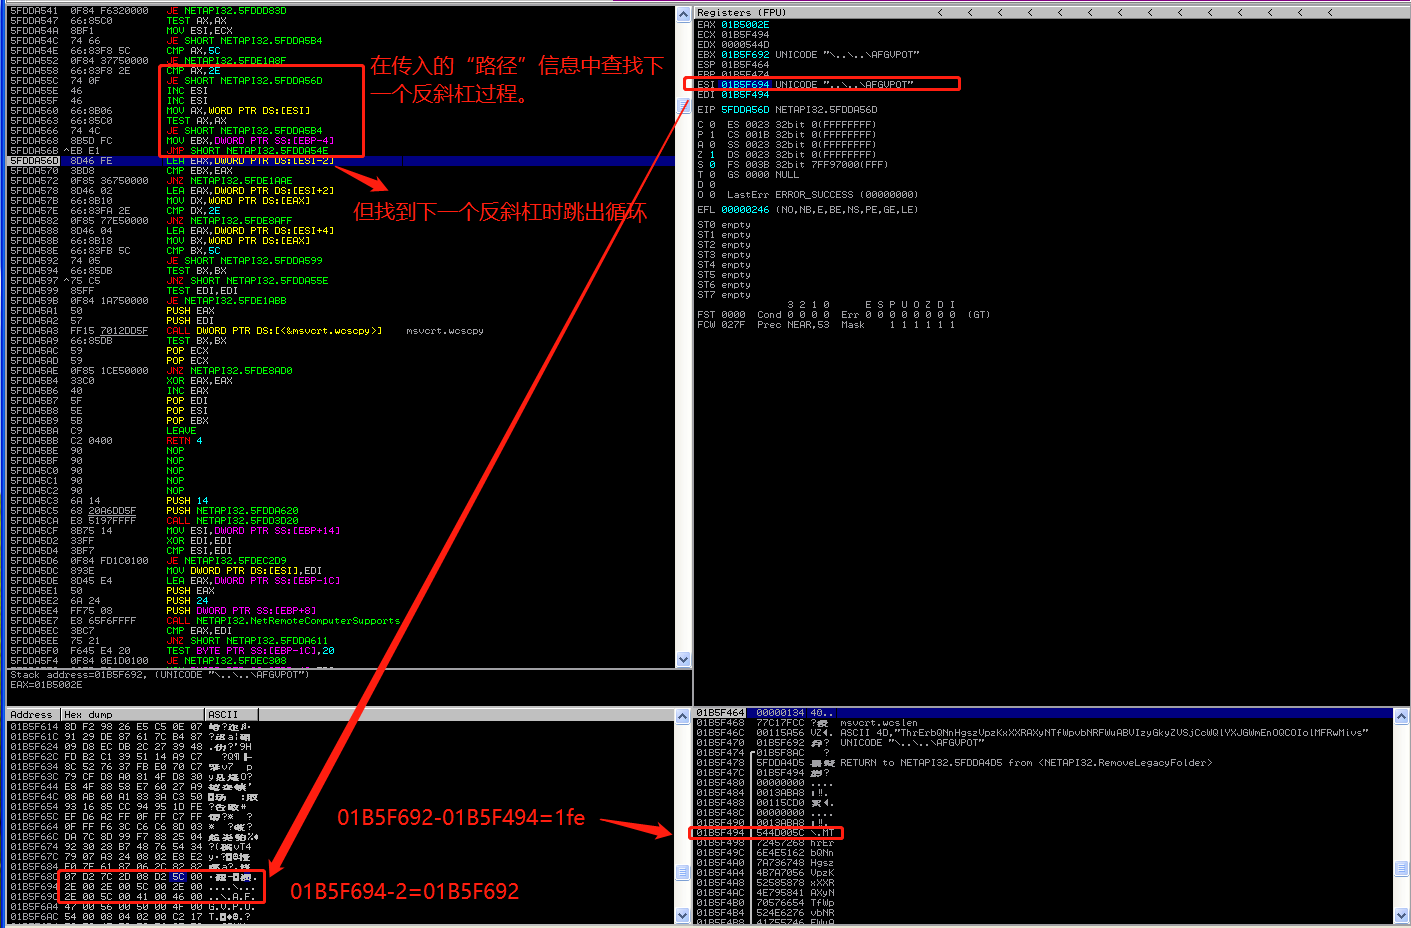 5FDDA541 0F84 F6320000 JE NETAPI32.5FDDD83D
5FDDA547 66:85C0 TEST AX,AX
5FDDA54A 8BF1 MOV ESI,ECX
5FDDA54C 74 66 JE SHORT NETAPI32.5FDDA5B4
5FDDA54E 66:83F8 5C CMP AX,5C
5FDDA552 0F84 37750000 JE NETAPI32.5FDE1A8F
5FDDA558 66:83F8 2E CMP AX,2E
5FDDA55C 74 0F JE SHORT NETAPI32.5FDDA56D
5FDDA55E 46 INC ESI
5FDDA55F 46 INC ESI
5FDDA560 66:8B06 MOV AX,WORD PTR DS:[ESI]
5FDDA563 66:85C0 TEST AX,AX
5FDDA566 74 4C JE SHORT NETAPI32.5FDDA5B4
5FDDA568 8B5D FC MOV EBX,DWORD PTR SS:[EBP-4]
5FDDA56B ^EB E1 JMP SHORT NETAPI32.5FDDA54E
5FDDA56D 8D46 FE LEA EAX,DWORD PTR DS:[ESI-2]
5FDDA570 3BD8 CMP EBX,EAX
5FDDA572 0F85 36750000 JNZ NETAPI32.5FDE1AAE
5FDDA578 8D46 02 LEA EAX,DWORD PTR DS:[ESI+2]
5FDDA57B 66:8B10 MOV DX,WORD PTR DS:[EAX]
5FDDA57E 66:83FA 2E CMP DX,2E
5FDDA582 0F85 77E50000 JNZ NETAPI32.5FDE8AFF
5FDDA588 8D46 04 LEA EAX,DWORD PTR DS:[ESI+4]
5FDDA58B 66:8B18 MOV BX,WORD PTR DS:[EAX]
5FDDA58E 66:83FB 5C CMP BX,5C
5FDDA592 74 05 JE SHORT NETAPI32.5FDDA599
5FDDA594 66:85DB TEST BX,BX
5FDDA597 ^75 C5 JNZ SHORT NETAPI32.5FDDA55E
5FDDA599 85FF TEST EDI,EDI
5FDDA59B 0F84 1A750000 JE NETAPI32.5FDE1ABB
5FDDA5A1 50 PUSH EAX
5FDDA5A2 57 PUSH EDI
5FDDA5A3 FF15 7012DD5F CALL DWORD PTR DS:[<&msvcrt.wcscpy>] msvcrt.wcscpy
5FDDA5A9 66:85DB TEST BX,BX
5FDDA5AC 59 POP ECX
5FDDA5AD 59 POP ECX
5FDDA5AE 0F85 1CE50000 JNZ NETAPI32.5FDE8AD0
5FDDA5B4 33C0 XOR EAX,EAX
5FDDA5B6 40 INC EAX
5FDDA5B7 5F POP EDI
5FDDA5B8 5E POP ESI
5FDDA5B9 5B POP EBX
5FDDA5BA C9 LEAVE
5FDDA5BB C2 0400 RETN 4
5FDDA5BE 90 NOP
5FDDA5BF 90 NOP
5FDDA5C0 90 NOP
5FDDA5C1 90 NOP
5FDDA5C2 90 NOP
5FDDA5C3 6A 14 PUSH 14
5FDDA5C5 68 20A6DD5F PUSH NETAPI32.5FDDA620
5FDDA5CA E8 5197FFFF CALL NETAPI32.5FDD3D20
5FDDA5CF 8B75 14 MOV ESI,DWORD PTR SS:[EBP+14]
5FDDA5D2 33FF XOR EDI,EDI
5FDDA5D4 3BF7 CMP ESI,EDI
5FDDA5D6 0F84 FD1C0100 JE NETAPI32.5FDEC2D9
5FDDA5DC 893E MOV DWORD PTR DS:[ESI],EDI
5FDDA5DE 8D45 E4 LEA EAX,DWORD PTR SS:[EBP-1C]
5FDDA5E1 50 PUSH EAX
5FDDA5E2 6A 24 PUSH 24
5FDDA5E4 FF75 08 PUSH DWORD PTR SS:[EBP+8]
5FDDA5E7 E8 65F6FFFF CALL NETAPI32.NetRemoteComputerSupports
5FDDA5EC 3BC7 CMP EAX,EDI
5FDDA5EE 75 21 JNZ SHORT NETAPI32.5FDDA611
5FDDA5F0 F645 E4 20 TEST BYTE PTR SS:[EBP-1C],20
5FDDA5F4 0F84 0E1D0100 JE NETAPI32.5FDEC308
在传入的“路径”信息中查找下
一个反斜杠过程。
但找到下一个反斜杠时跳出循环
Stack address=01B5F692, (UNICODE "\..\..\AFGVPOT")
EAX=01B5002E
Registers (FPU) < < < < < < < < < < < < < <
EAX 01B5002E
ECX 01B5F494
EDX 0000544D
EBX 01B5F692 UNICODE "\..\..\AFGVPOT"
ESP 01B5F464
EBP 01B5F474
ESI 01B5F694 UNICODE "..\..\AFGVPOT"
EDI 01B5F494
EIP 5FDDA56D NETAPI32.5FDDA56D
C 0 ES 0023 32bit 0(FFFFFFFF)
P 1 CS 001B 32bit 0(FFFFFFFF)
A 0 SS 0023 32bit 0(FFFFFFFF)
Z 1 DS 0023 32bit 0(FFFFFFFF)
S 0 FS 003B 32bit 7FF97000(FFF)
T 0 GS 0000 NULL
D 0
O 0 LastErr ERROR_SUCCESS (00000000)
EFL 00000246 (NO,NB,E,BE,NS,PE,GE,LE)
ST0 empty
ST1 empty
ST2 empty
ST3 empty
ST4 empty
ST5 empty
ST6 empty
ST7 empty
3 2 1 0 E S P U O Z D I
FST 0000 Cond 0 0 0 0 Err 0 0 0 0 0 0 0 0 (GT)
FCW 027F Prec NEAR,53 Mask 1 1 1 1 1 1
Address Hex dump ASCII
01B5F614 8D F2 98 26 E5 C5 0E 07
01B5F61C 91 29 DE 87 61 7C B4 87
01B5F624 09 D8 EC DB 2C 27 39 48
01B5F62C FD B2 C1 39 51 14 A9 C7
01B5F634 8C 52 76 37 FB E0 70 C7
01B5F63C 79 CF D8 A0 81 4F D8 30
01B5F644 E8 4F 88 58 E7 60 27 A9
01B5F64C 08 AB 60 A1 83 3A C3 50
01B5F654 93 16 85 CC 94 95 1D FE
01B5F65C EF D6 A2 FF 0F FF C7 FF
01B5F664 0F FF F6 3C C6 C6 8D 03
01B5F66C DA 7C 8D 99 F7 88 25 04
01B5F674 92 30 28 B7 48 76 54 34
01B5F67C 79 07 A3 24 08 02 E8 E2
01B5F684 E0 7F 61 87 06 2C 82 82
01B5F68C 07 D2 7C 2D 08 D2 5C 00
01B5F694 2E 00 2E 00 5C 00 2E 00 ....\...
01B5F69C 2E 00 5C 00 41 00 46 00 ..\.A.F.
01B5F6A4 47 00 56 00 50 00 4F 00 G.V.P.O.
01B5F6AC 54 00 08 04 02 00 C2 17
01B5F692-01B5F494=1fe
01B5F694-2=01B5F692
01B5F464 00000134 40..
01B5F468 77C17FCC msvcrt.wcslen
01B5F46C 00115A56 VZ4. ASCII 4D,"ThrErbQNnHgszVpzKxXXRAXyNTfWpvbNRFWuABVIzyGkyZVSjCcWQlYXJGWmEnOQCOIolMFRwMivs"
01B5F470 01B5F692 UNICODE "\..\..\AFGVPOT"
01B5F474 01B5F8AC
01B5F478 5FDDA4D5 RETURN to NETAPI32.5FDDA4D5 from <NETAPI32.RemoveLegacyFolder>
01B5F47C 01B5F494
01B5F480 00000000 ....
01B5F484 0013ABA8
01B5F488 00115CD0
01B5F48C 00000000 ....
01B5F490 0013ABA8
01B5F494 544D005C \.MT
01B5F498 72457268 hrEr
01B5F49C 6E4E5162 bQNn
01B5F4A0 7A736748 Hgsz
01B5F4A4 4B7A7056 VpzK
01B5F4A8 52585878 xXXR
01B5F4AC 4E795841 AXyN
01B5F4B0 70576654 TfWp
01B5F4B4 524E6276 vbNR
01B5F4B8 41755746 FWuA